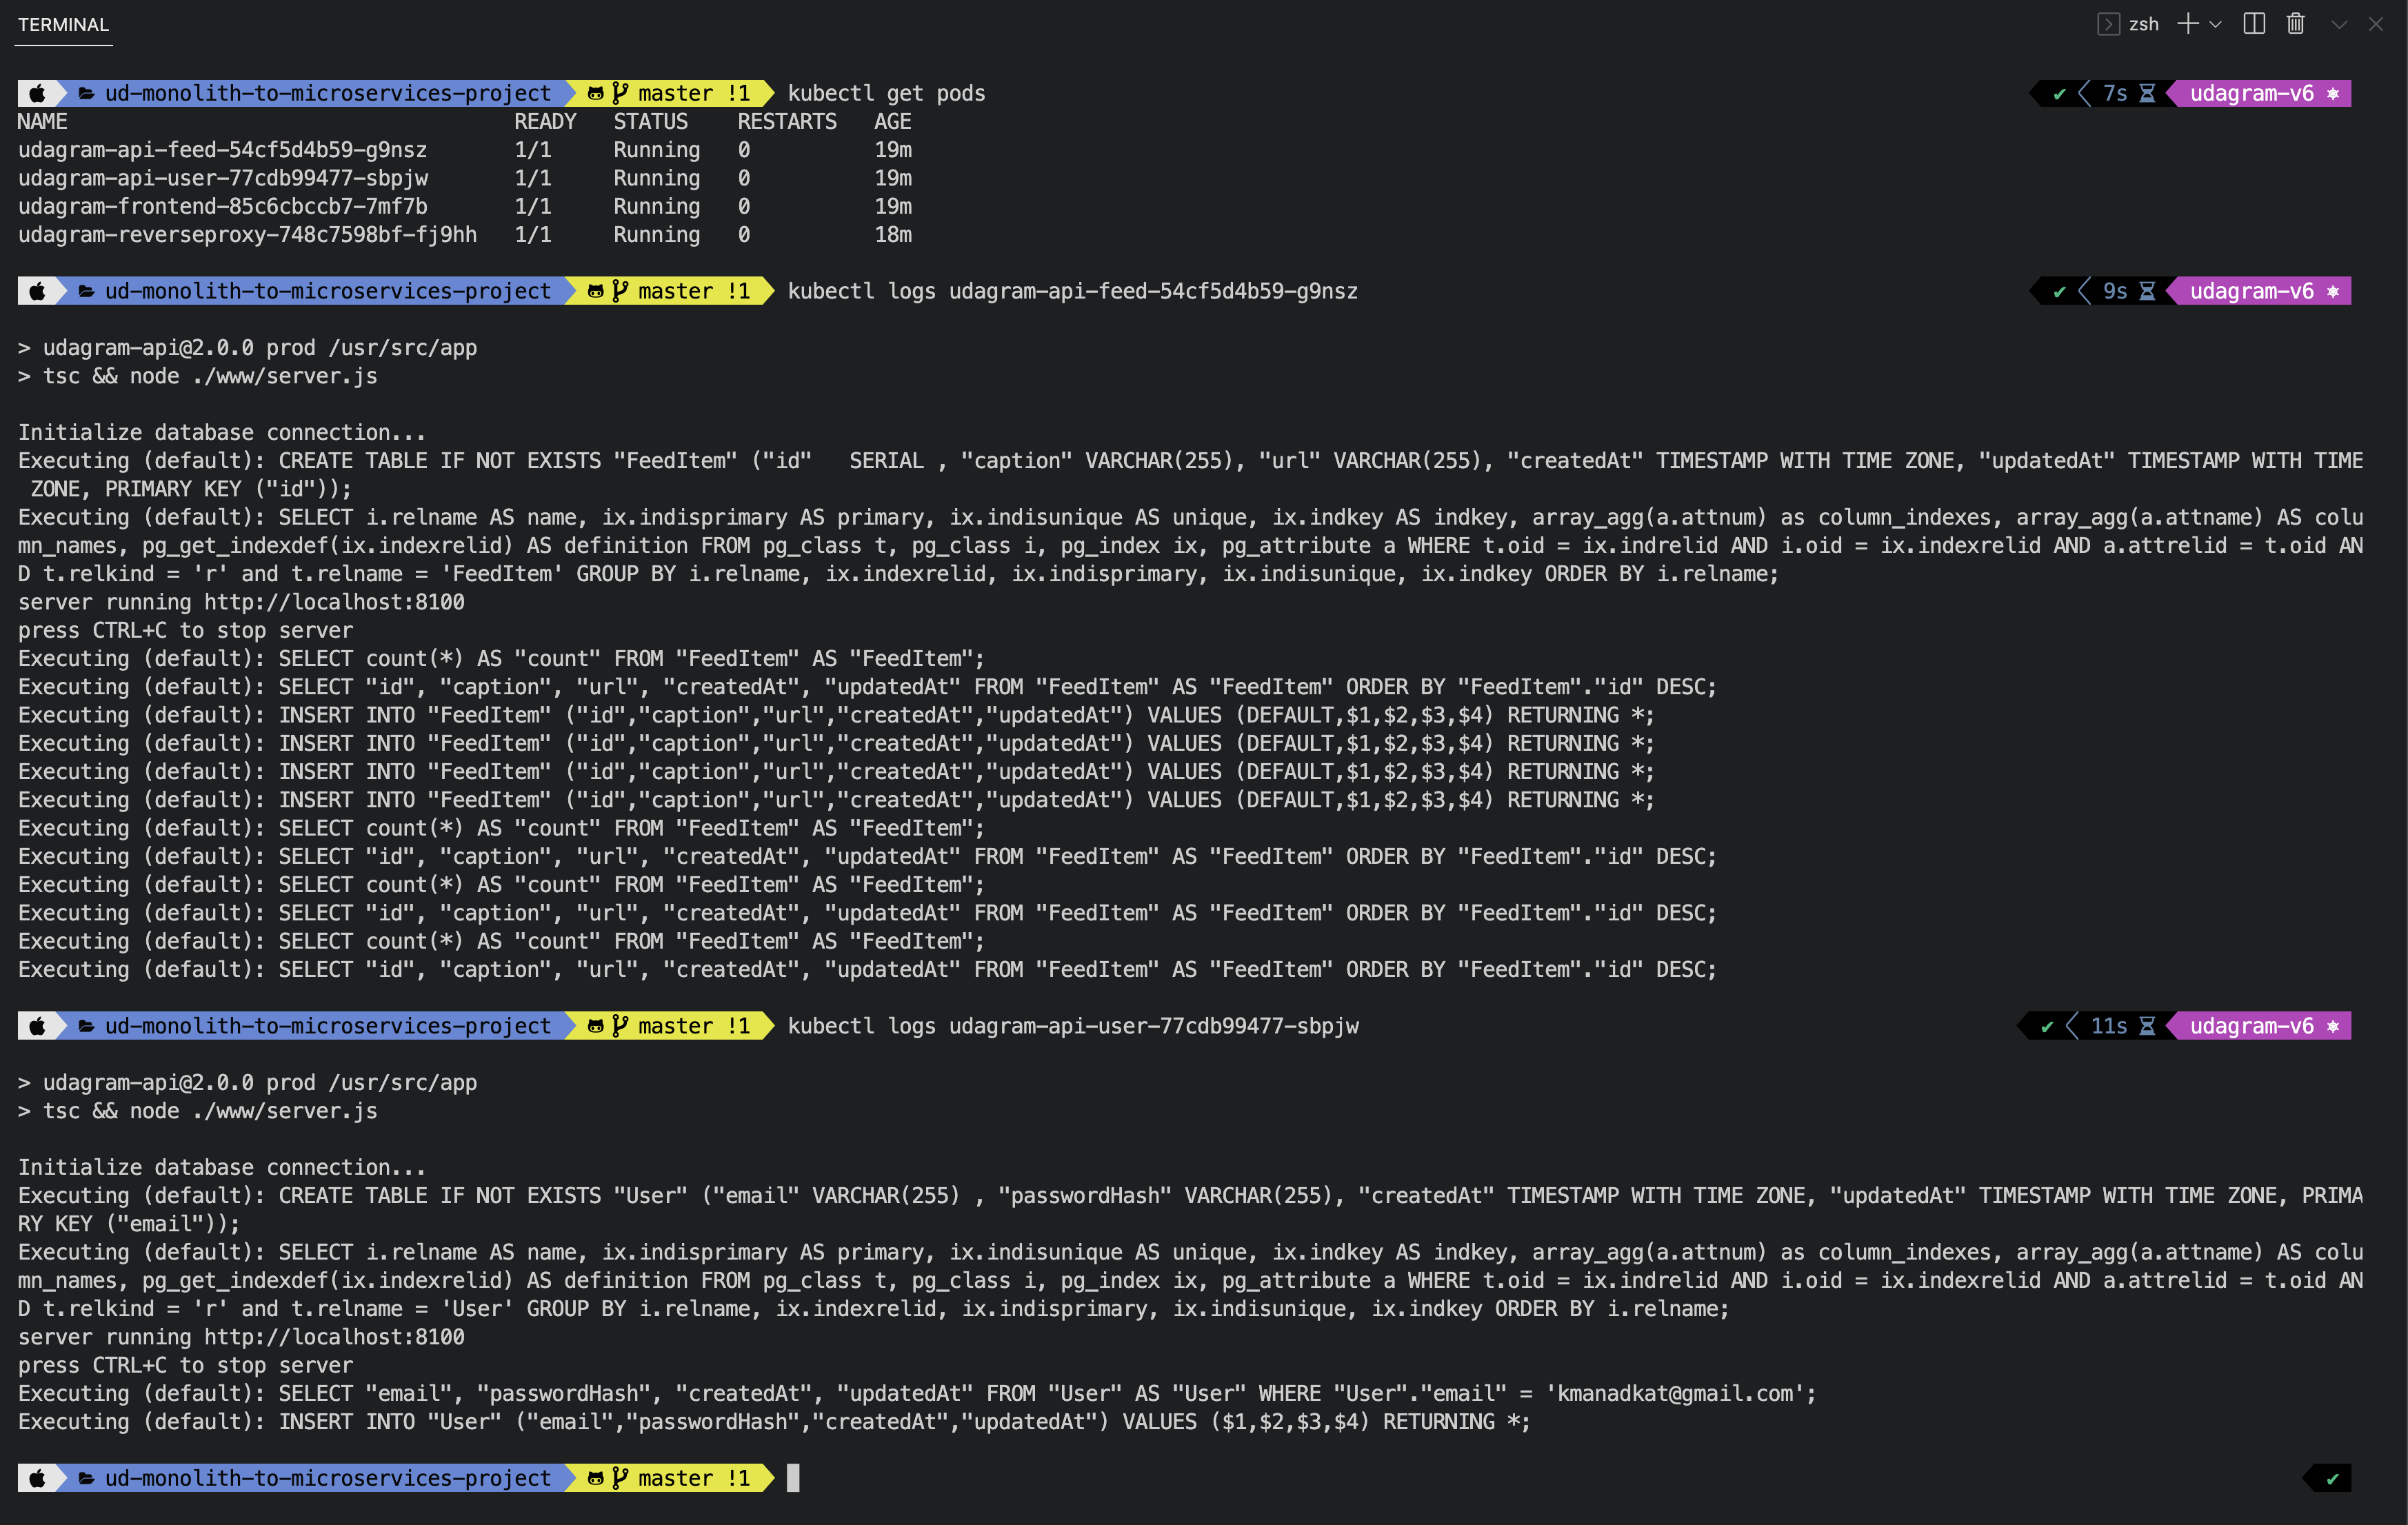 TERMINAL
zsh
ud-monolith-to-microservices-project master !1 kubectl get pods ✔ 7s udagram-v6
NAME READY STATUS RESTARTS AGE
udagram-api-feed-54cf5d4b59-g9nsz 1/1 Running 0 19m
udagram-api-user-77cdb99477-sbpjw 1/1 Running 0 19m
udagram-frontend-85c6cbccb7-7mf7b 1/1 Running 0 19m
udagram-reverseproxy-748c7598bf-fj9hh 1/1 Running 0 18m
ud-monolith-to-microservices-project master !1 kubectl logs udagram-api-feed-54cf5d4b59-g9nsz ✔ 9s udagram-v6
> udagram-api@2.0.0 prod /usr/src/app
> tsc && node ./www/server.js
Initialize database connection...
Executing (default): CREATE TABLE IF NOT EXISTS "FeedItem" ("id"   SERIAL , "caption" VARCHAR(255), "url" VARCHAR(255), "createdAt" TIMESTAMP WITH TIME ZONE, "updatedAt" TIMESTAMP WITH TIME
 ZONE, PRIMARY KEY ("id"));
Executing (default): SELECT i.relname AS name, ix.indisprimary AS primary, ix.indisunique AS unique, ix.indkey AS indkey, array_agg(a.attnum) as column_indexes, array_agg(a.attname) AS colu
mn_names, pg_get_indexdef(ix.indexrelid) AS definition FROM pg_class t, pg_class i, pg_index ix, pg_attribute a WHERE t.oid = ix.indrelid AND i.oid = ix.indexrelid AND a.attrelid = t.oid AN
D t.relkind = 'r' and t.relname = 'FeedItem' GROUP BY i.relname, ix.indexrelid, ix.indisprimary, ix.indisunique, ix.indkey ORDER BY i.relname;
server running http://localhost:8100
press CTRL+C to stop server
Executing (default): SELECT count(*) AS "count" FROM "FeedItem" AS "FeedItem";
Executing (default): SELECT "id", "caption", "url", "createdAt", "updatedAt" FROM "FeedItem" AS "FeedItem" ORDER BY "FeedItem"."id" DESC;
Executing (default): INSERT INTO "FeedItem" ("id","caption","url","createdAt","updatedAt") VALUES (DEFAULT,$1,$2,$3,$4) RETURNING *;
Executing (default): INSERT INTO "FeedItem" ("id","caption","url","createdAt","updatedAt") VALUES (DEFAULT,$1,$2,$3,$4) RETURNING *;
Executing (default): INSERT INTO "FeedItem" ("id","caption","url","createdAt","updatedAt") VALUES (DEFAULT,$1,$2,$3,$4) RETURNING *;
Executing (default): INSERT INTO "FeedItem" ("id","caption","url","createdAt","updatedAt") VALUES (DEFAULT,$1,$2,$3,$4) RETURNING *;
Executing (default): SELECT count(*) AS "count" FROM "FeedItem" AS "FeedItem";
Executing (default): SELECT "id", "caption", "url", "createdAt", "updatedAt" FROM "FeedItem" AS "FeedItem" ORDER BY "FeedItem"."id" DESC;
Executing (default): SELECT count(*) AS "count" FROM "FeedItem" AS "FeedItem";
Executing (default): SELECT "id", "caption", "url", "createdAt", "updatedAt" FROM "FeedItem" AS "FeedItem" ORDER BY "FeedItem"."id" DESC;
Executing (default): SELECT count(*) AS "count" FROM "FeedItem" AS "FeedItem";
Executing (default): SELECT "id", "caption", "url", "createdAt", "updatedAt" FROM "FeedItem" AS "FeedItem" ORDER BY "FeedItem"."id" DESC;
ud-monolith-to-microservices-project master !1 kubectl logs udagram-api-user-77cdb99477-sbpjw ✔ 11s udagram-v6
> udagram-api@2.0.0 prod /usr/src/app
> tsc && node ./www/server.js
Initialize database connection...
Executing (default): CREATE TABLE IF NOT EXISTS "User" ("email" VARCHAR(255) , "passwordHash" VARCHAR(255), "createdAt" TIMESTAMP WITH TIME ZONE, "updatedAt" TIMESTAMP WITH TIME ZONE, PRIMA
RY KEY ("email"));
Executing (default): SELECT i.relname AS name, ix.indisprimary AS primary, ix.indisunique AS unique, ix.indkey AS indkey, array_agg(a.attnum) as column_indexes, array_agg(a.attname) AS colu
mn_names, pg_get_indexdef(ix.indexrelid) AS definition FROM pg_class t, pg_class i, pg_index ix, pg_attribute a WHERE t.oid = ix.indrelid AND i.oid = ix.indexrelid AND a.attrelid = t.oid AN
D t.relkind = 'r' and t.relname = 'User' GROUP BY i.relname, ix.indexrelid, ix.indisprimary, ix.indisunique, ix.indkey ORDER BY i.relname;
server running http://localhost:8100
press CTRL+C to stop server
Executing (default): SELECT "email", "passwordHash", "createdAt", "updatedAt" FROM "User" AS "User" WHERE "User"."email" = 'kmanadkat@gmail.com';
Executing (default): INSERT INTO "User" ("email","passwordHash","createdAt","updatedAt") VALUES ($1,$2,$3,$4) RETURNING *;
ud-monolith-to-microservices-project master !1 ✔